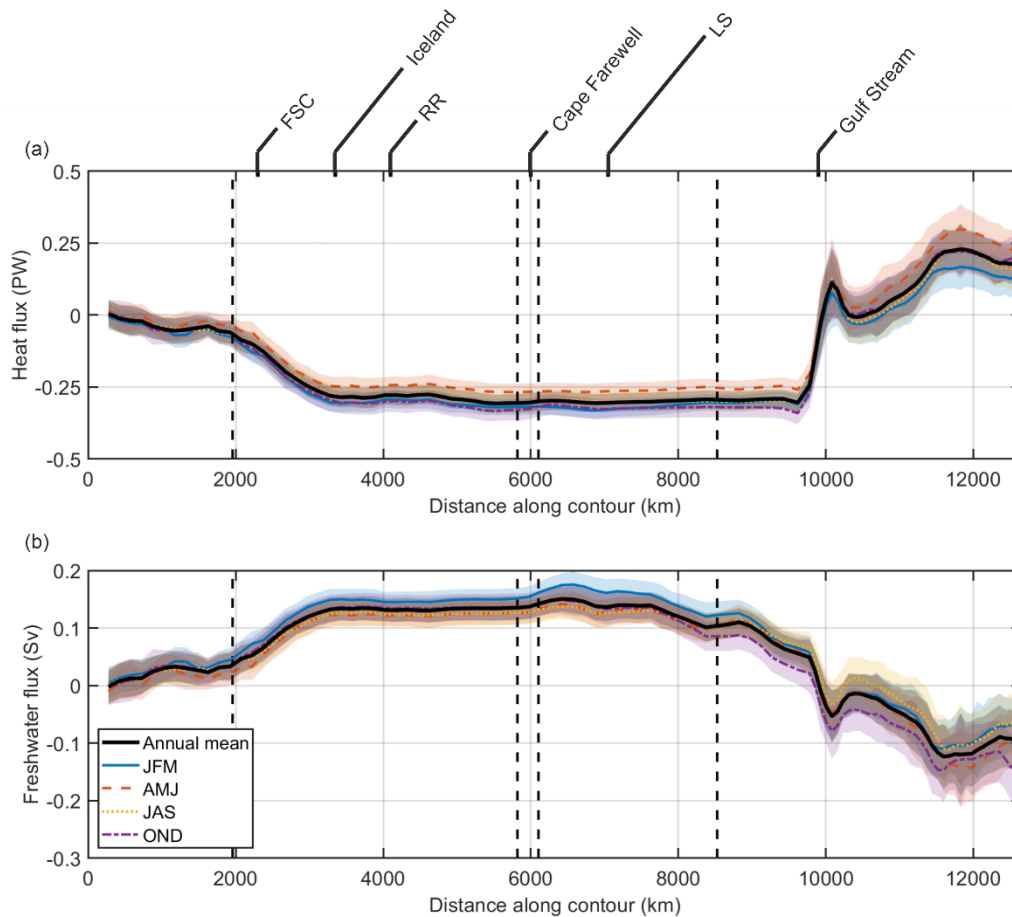 FSC
Iceland
RR
Cape Farewell
LS
Gulf Stream
(a)
0.5
0.25
0
-0.25
-0.5
Heat flux (PW)
0 2000 4000 6000 8000 10000 12000
Distance along contour (km)
(b)
0.2
0.1
0
-0.1
-0.2
-0.3
Freshwater flux (Sv)
Annual mean
JFM
AMJ
JAS
OND
0 2000 4000 6000 8000 10000 12000
Distance along contour (km)